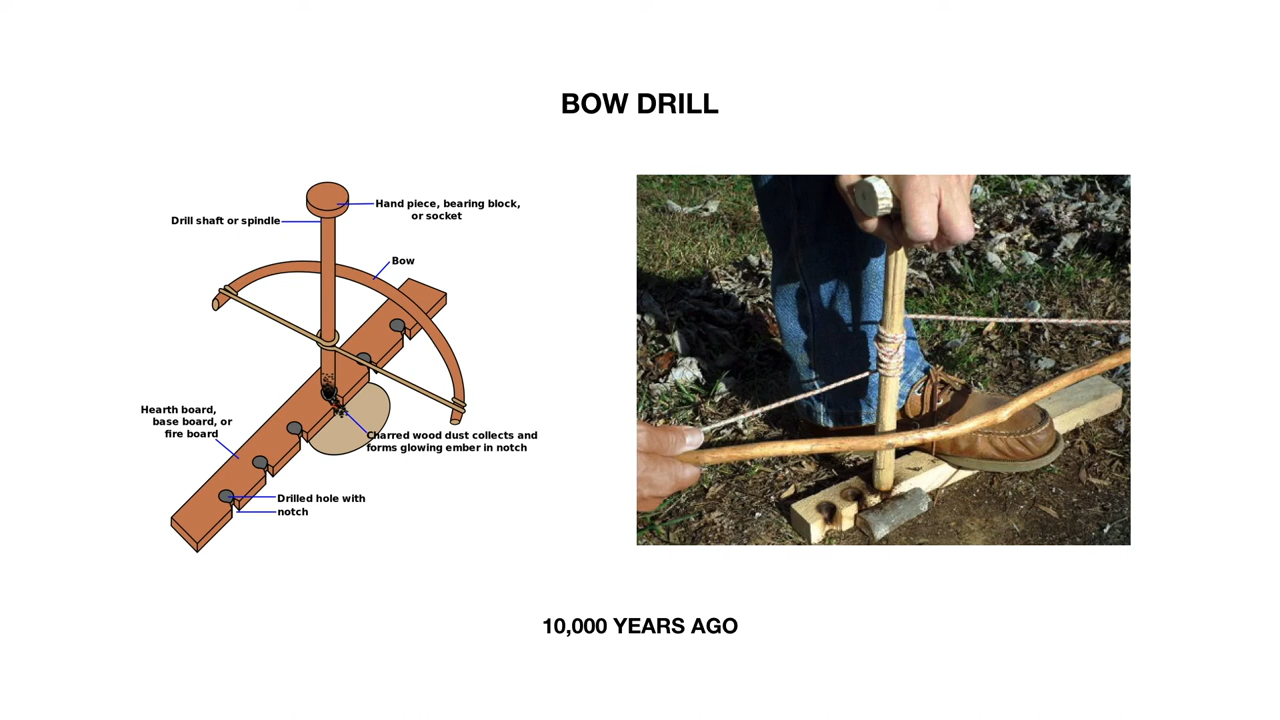 BOW DRILL
Hand piece, bearing block,
or socket
Drill shaft or spindle
Bow
Hearth board,
base board, or
fire board
Charred wood dust collects and
forms glowing ember in notch
Drilled hole with
notch
10,000 YEARS AGO